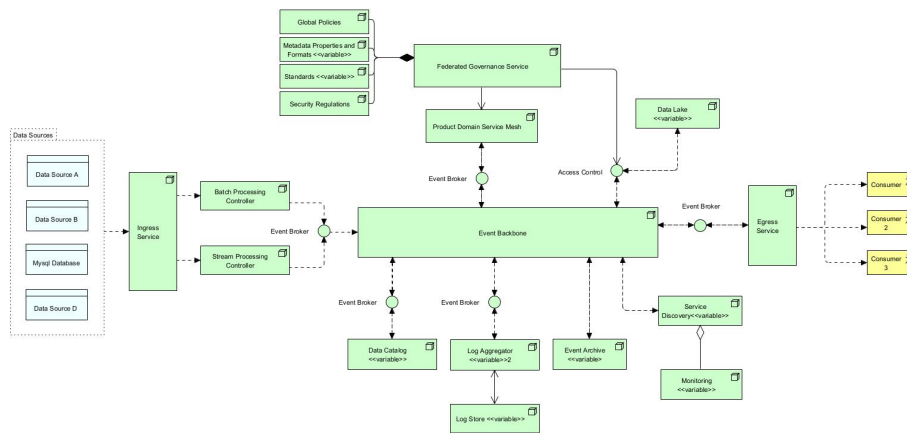 Global Policies
Metadata Properties and
Formats <<variable>>
Standards <<variable>>
Security Regulations
Federated Governance Service
Product Domain Service Mesh
Data Lake
<<variable>>
Event Broker
Access Control
Data Sources
Data Source A
Data Source B
Mysql Database
Data Source D
Ingress
Service
Batch Processing
Controller
Stream Processing
Controller
Event Broker
Event Backbone
Event Broker
Egress
Service
Consumer
Consumer
2
Consumer
3
Event Broker
Event Broker
Data Catalog
<<variable>>
Log Aggregator
<<variable>>2
Event Archive
<<variable>
Service
Discovery<<variable>>
Monitoring
<<variable>>
Log Store <<variable>>